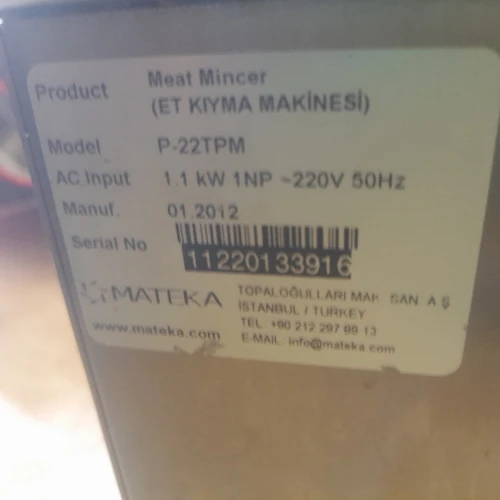 Product Meat Mincer
(ET KIYMA MAKİNESİ)
Model P-22TPM
AC Input 1.1 kW 1NP ~220V 50Hz
Manuf. 01.2012
Serial No
11220133916
MATEKA
www.mateka.com
TOPALOĞULLARI MAK. SAN. A.Ş
İSTANBUL / TURKEY
TEL: +90 212 297 99 13
E-MAIL: info@mateka.com